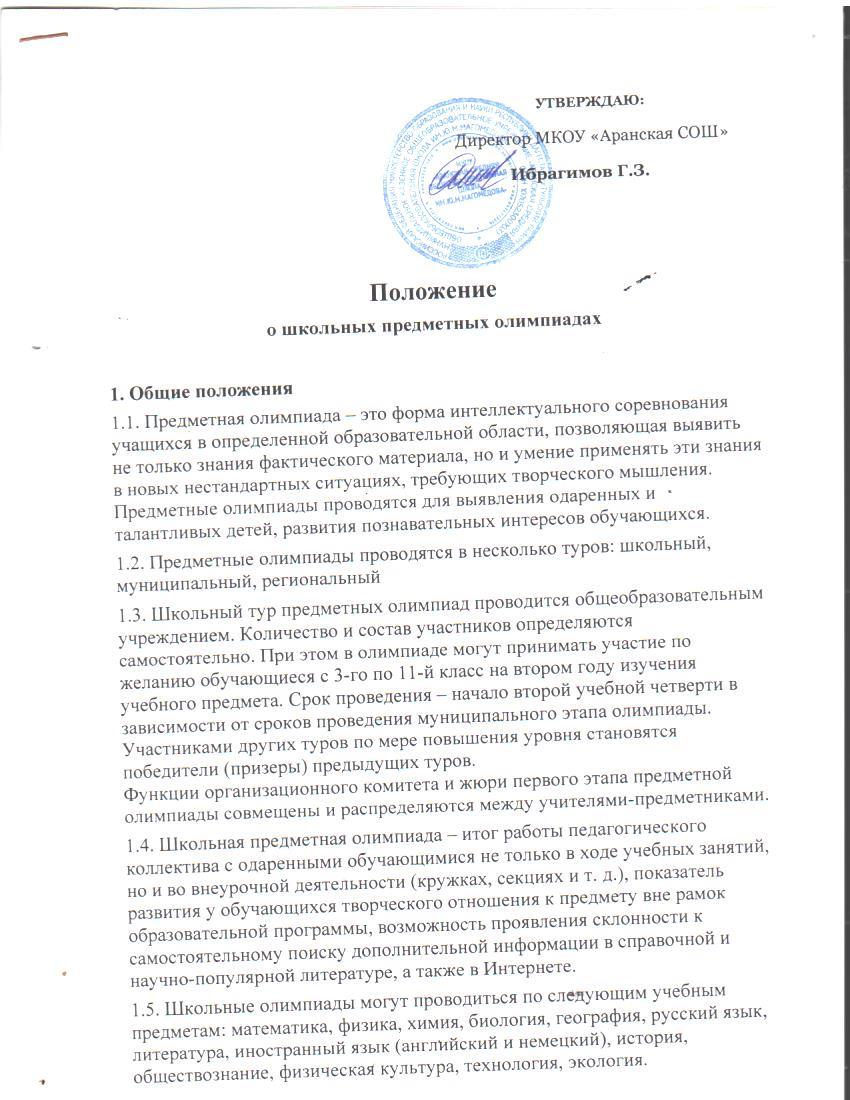 УТВЕРЖДАЮ:
Директор МКОУ «Аранская СОШ»
Ибрагимов Г.З.
ИМ.Ю.М.МАГОМЕДОВА
Положение
о школьных предметных олимпиадах
1. Общие положения
1.1. Предметная олимпиада – это форма интеллектуального соревнования
учащихся в определенной образовательной области, позволяющая выявить
не только знания фактического материала, но и умение применять эти знания
в новых нестандартных ситуациях, требующих творческого мышления.
Предметные олимпиады проводятся для выявления одаренных и
талантливых детей, развития познавательных интересов обучающихся.
1.2. Предметные олимпиады проводятся в несколько туров: школьный,
муниципальный, региональный
1.3. Школьный тур предметных олимпиад проводится общеобразовательным
учреждением. Количество и состав участников определяются
самостоятельно. При этом в олимпиаде могут принимать участие по
желанию обучающиеся с 3-го по 11-й класс на втором году изучения
учебного предмета. Срок проведения – начало второй учебной четверти в
зависимости от сроков проведения муниципального этапа олимпиады.
Участниками других туров по мере повышения уровня становятся
победители (призеры) предыдущих туров.
Функции организационного комитета и жюри первого этапа предметной
олимпиады совмещены и распределяются между учителями-предметниками.
1.4. Школьная предметная олимпиада – итог работы педагогического
коллектива с одаренными обучающимися не только в ходе учебных занятий,
но и во внеурочной деятельности (кружках, секциях и т. д.), показатель
развития у обучающихся творческого отношения к предмету вне рамок
образовательной программы, возможность проявления склонности к
самостоятельному поиску дополнительной информации в справочной и
научно-популярной литературе, а также в Интернете.
1.5. Школьные олимпиады могут проводиться по следующим учебным
предметам: математика, физика, химия, биология, география, русский язык,
литература, иностранный язык (английский и немецкий), история,
обществознание, физическая культура, технология, экология.